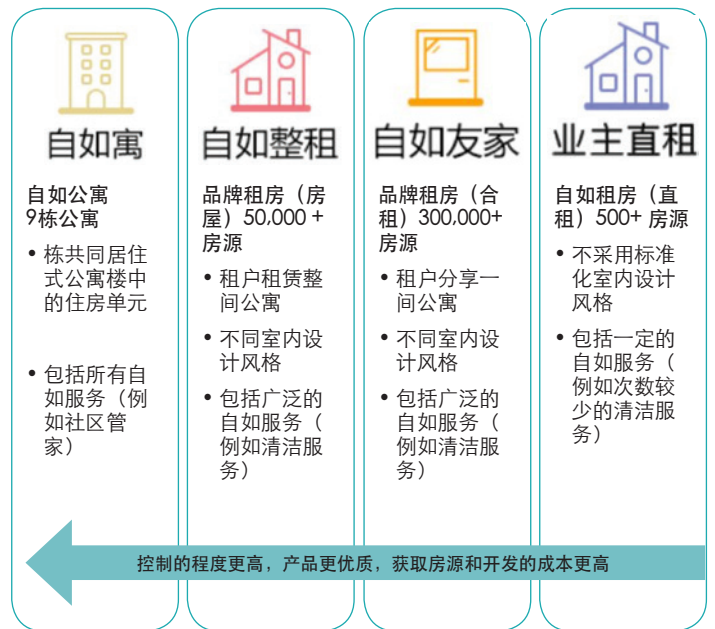 自如寓
自如公寓
9栋公寓
• 栋共同居住
式公寓楼中
的住房单元
• 包括所有自
如服务（例
如社区管
家）
自如整租
品牌租房（房
屋）50,000 +
房源
• 租户租赁整
间公寓
• 不同室内设
计风格
• 包括广泛的
自如服务（
例如清洁服
务）
自如友家
品牌租房（合
租）300,000+
房源
• 租户分享一
间公寓
• 不同室内设
计风格
• 包括广泛的
自如服务（
例如清洁服
务）
业主直租
自如租房（直
租）500+ 房源
• 不采用标准
化室内设计
风格
• 包括一定的
自如服务（
例如次数较
少的清洁服
务）
控制的程度更高，产品更优质，获取房源和开发的成本更高